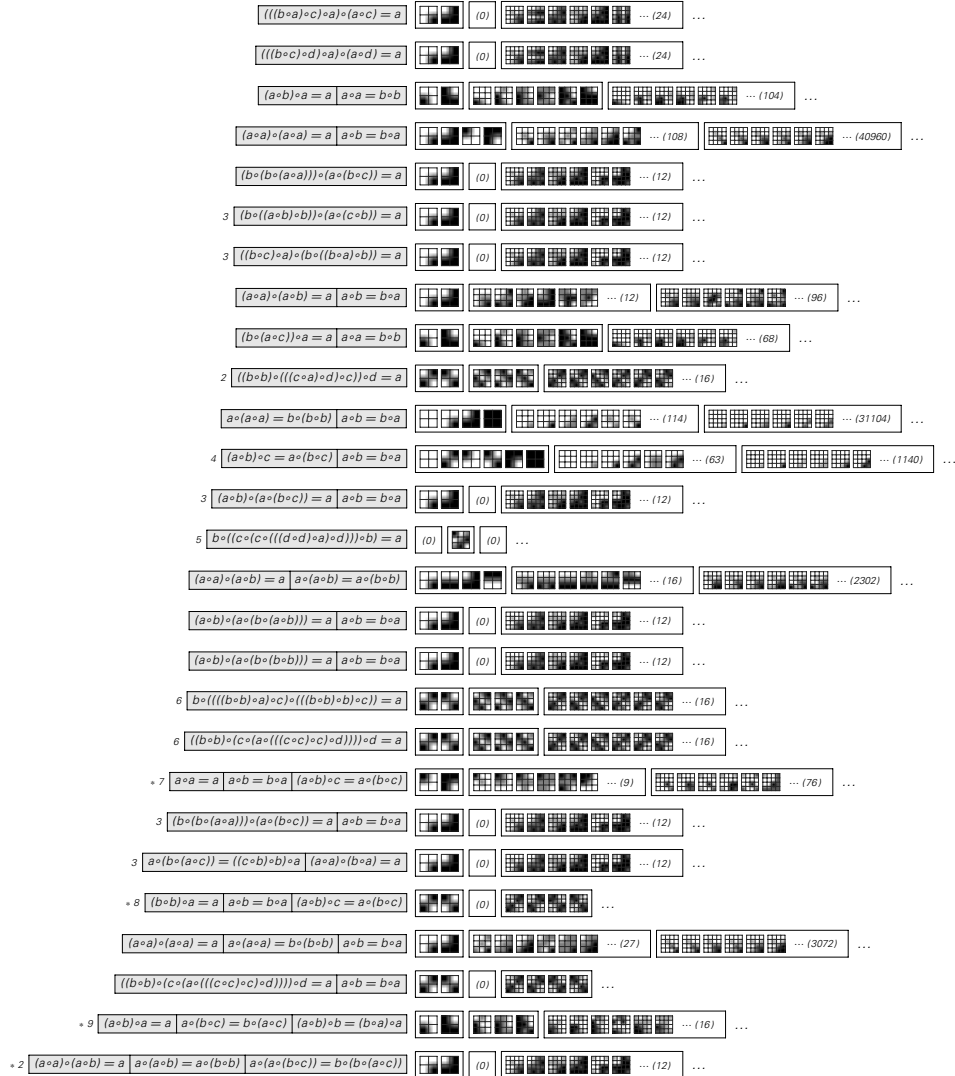 (((b∘a)∘c)∘a)∘(a∘c) = a (0) ··· (24) ...
(((b∘c)∘d)∘a)∘(a∘d) = a (0) ··· (24) ...
(a∘b)∘a = a a∘a = b∘b ··· (104) ...
(a∘a)∘(a∘a) = a a∘b = b∘a ··· (108) ··· (40960) ...
(b∘(b∘(a∘a)))∘(a∘(b∘c)) = a (0) ··· (12) ...
3 (b∘((a∘b)∘b))∘(a∘(c∘b)) = a (0) ··· (12) ...
3 ((b∘c)∘a)∘(b∘((b∘a)∘b)) = a (0) ··· (12) ...
(a∘a)∘(a∘b) = a a∘b = b∘a ··· (12) ··· (96) ...
(b∘(a∘c))∘a = a a∘a = b∘b ··· (68) ...
2 ((b∘b)∘(((c∘a)∘d)∘c))∘d = a ··· (16) ...
a∘(a∘a) = b∘(b∘b) a∘b = b∘a ··· (114) ··· (31104) ...
4 (a∘b)∘c = a∘(b∘c) a∘b = b∘a ··· (63) ··· (1140) ...
3 (a∘b)∘(a∘(b∘c)) = a a∘b = b∘a (0) ··· (12) ...
5 b∘((c∘(c∘(((d∘d)∘a)∘d)))∘b) = a (0) (0) ...
(a∘a)∘(a∘b) = a a∘(a∘b) = a∘(b∘b) ··· (16) ··· (2302) ...
(a∘b)∘(a∘(b∘(a∘b))) = a a∘b = b∘a (0) ··· (12) ...
(a∘b)∘(a∘(b∘(b∘b))) = a a∘b = b∘a (0) ··· (12) ...
6 b∘((((b∘b)∘a)∘c)∘(((b∘b)∘b)∘c)) = a ··· (16) ...
6 ((b∘b)∘(c∘(a∘(((c∘c)∘c)∘d))))∘d = a ··· (16) ...
* 7 a∘a = a a∘b = b∘a (a∘b)∘c = a∘(b∘c) ··· (9) ··· (76) ...
3 (b∘(b∘(a∘a)))∘(a∘(b∘c)) = a a∘b = b∘a (0) ··· (12) ...
3 a∘(b∘(a∘c)) = ((c∘b)∘b)∘a (a∘a)∘(b∘a) = a (0) ··· (12) ...
* 8 (b∘b)∘a = a a∘b = b∘a (a∘b)∘c = a∘(b∘c) (0) ...
(a∘a)∘(a∘a) = a a∘(a∘a) = b∘(b∘b) a∘b = b∘a ··· (27) ··· (3072) ...
((b∘b)∘(c∘(a∘(((c∘c)∘c)∘d))))∘d = a a∘b = b∘a (0) ...
* 9 (a∘b)∘a = a a∘(b∘c) = b∘(a∘c) (a∘b)∘b = (b∘a)∘a ··· (16) ...
* 2 (a∘a)∘(a∘b) = a a∘(a∘b) = a∘(b∘b) a∘(a∘(b∘c)) = b∘(b∘(a∘c)) (0) ··· (12) ...